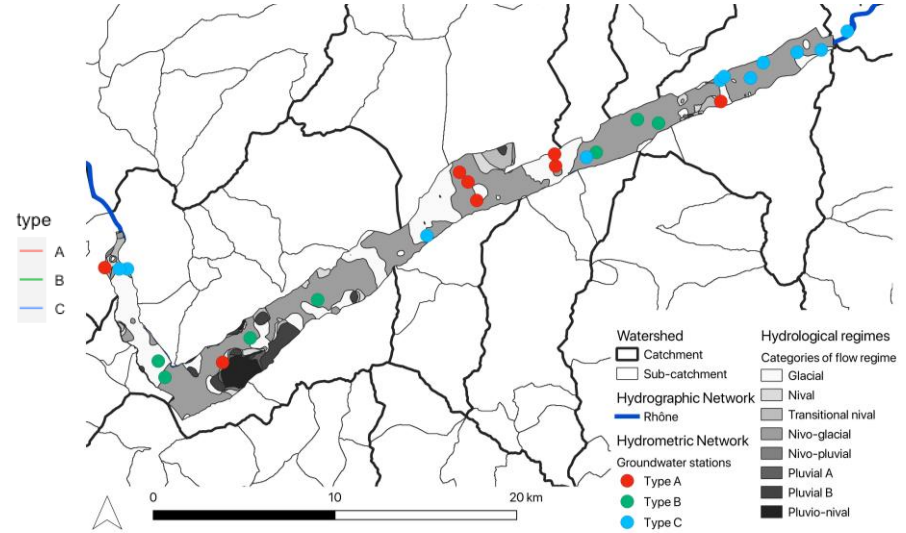 type
A
B
C
Watershed
Catchment
Sub-catchment
Hydrographic Network
Rhône
Hydrometric Network
Groundwater stations
Type A
Type B
Type C
Hydrological regimes
Categories of flow regime
Glacial
Nival
Transitional nival
Nivo-glacial
Nivo-pluvial
Pluvial A
Pluvial B
Pluvio-nival
0
10
20 km